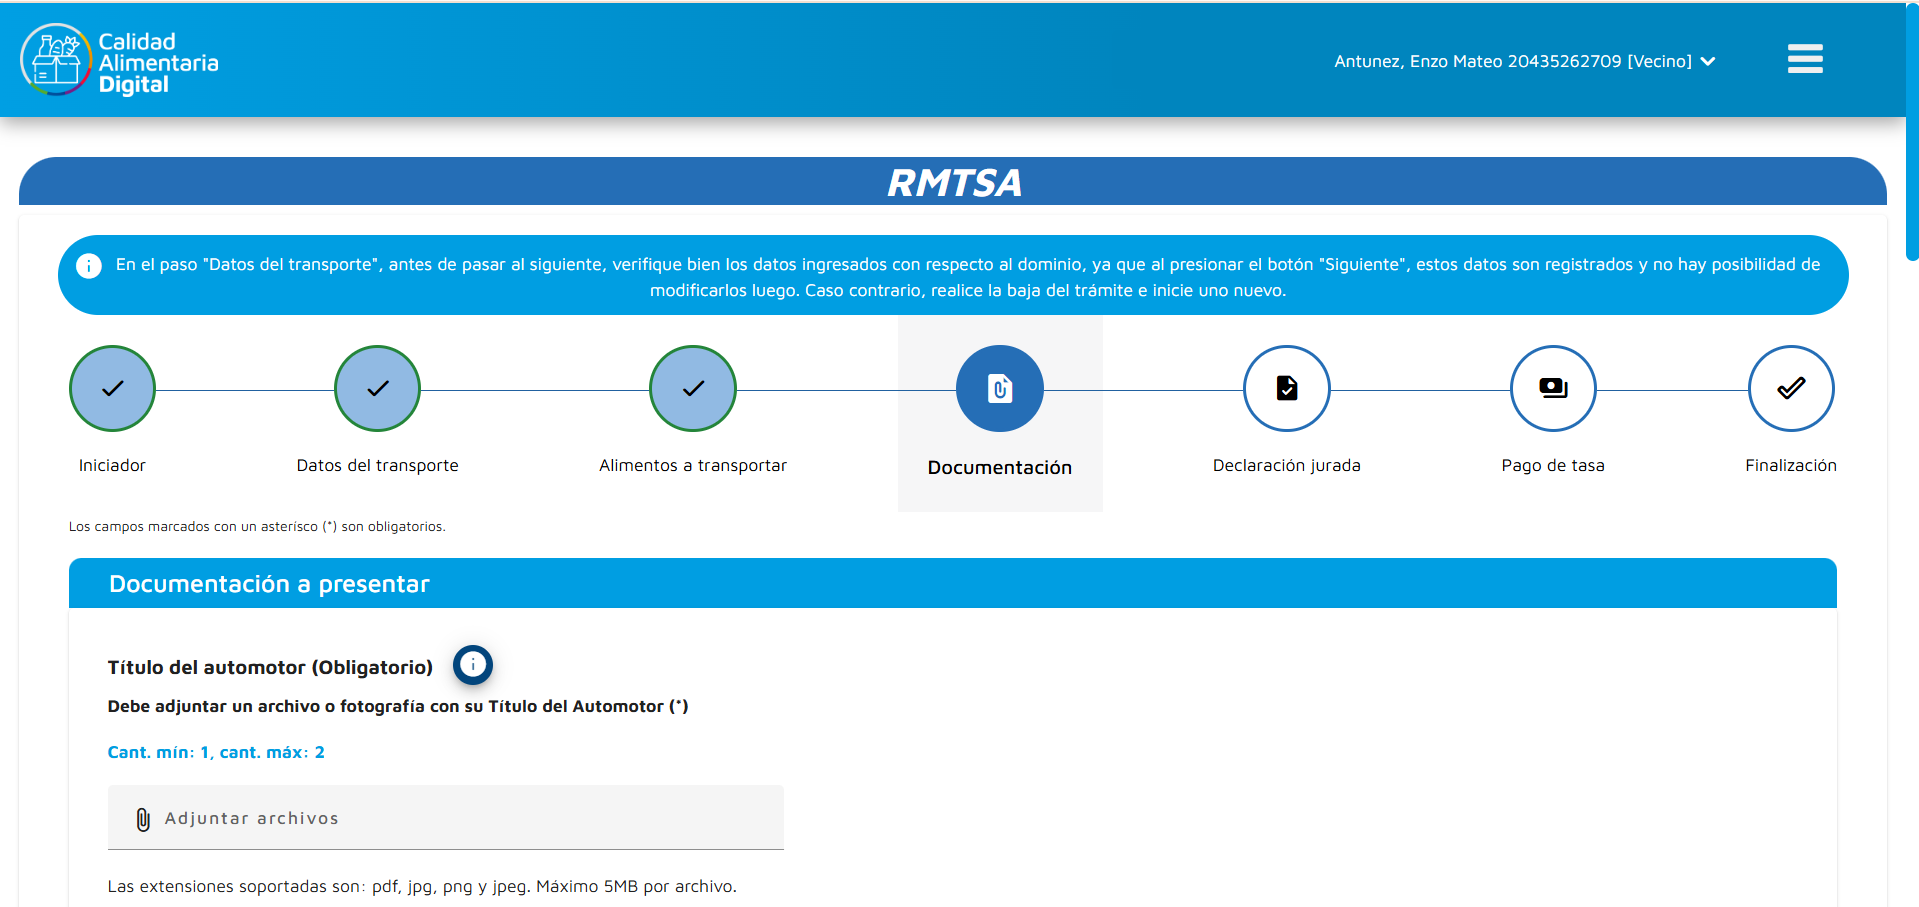 Calidad
Alimentaria
Digital
Antunez, Enzo Mateo 20435262709 [Vecino]
RMTSA
En el paso "Datos del transporte", antes de pasar al siguiente, verifique bien los datos ingresados con respecto al dominio, ya que al presionar el botón "Siguiente", estos datos son registrados y no hay posibilidad de
modificarlos luego. Caso contrario, realice la baja del trámite e inicie uno nuevo.
Iniciador
Datos del transporte
Alimentos a transportar
Documentación
Declaración jurada
Pago de tasa
Finalización
Los campos marcados con un asterísco (*) son obligatorios.
Documentación a presentar
Título del automotor (Obligatorio)
Debe adjuntar un archivo o fotografía con su Título del Automotor (*)
Cant. mín: 1, cant. máx: 2
Adjuntar archivos
Las extensiones soportadas son: pdf, jpg, png y jpeg. Máximo 5MB por archivo.